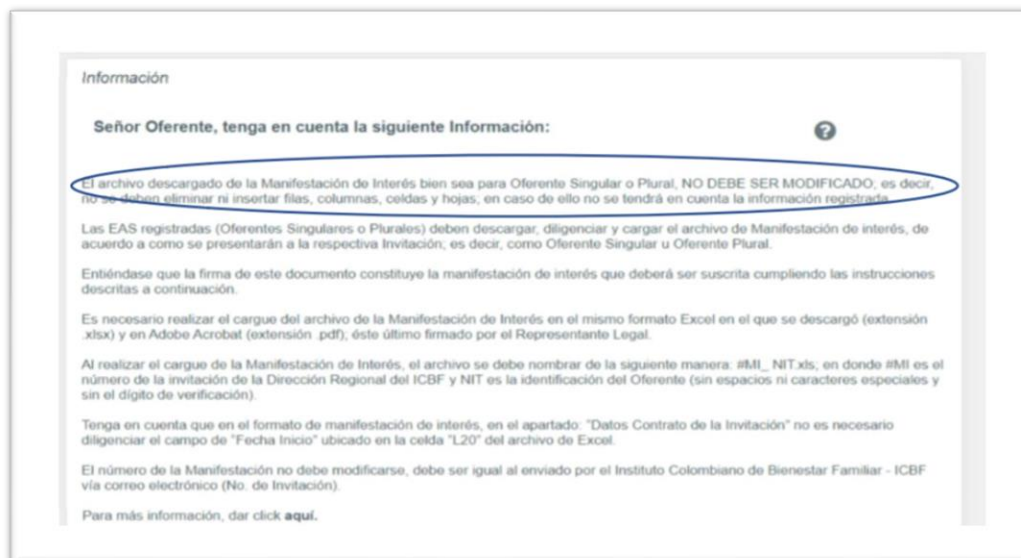 Información
Señor Oferente, tenga en cuenta la siguiente Información:
?
El archivo descargado de la Manifestación de Interés bien sea para Oferente Singular o Plural, NO DEBE SER MODIFICADO; es decir,
no se deben eliminar ni insertar filas, columnas, celdas y hojas; en caso de ello no se tendrá en cuenta la información registrada.
Las EAS registradas (Oferentes Singulares o Plurales) deben descargar, diligenciar y cargar el archivo de Manifestación de interés, de
acuerdo a como se presentarán a la respectiva Invitación; es decir, como Oferente Singular u Oferente Plural.
Entiéndase que la firma de este documento constituye la manifestación de interés que deberá ser suscrita cumpliendo las instrucciones
descritas a continuación.
Es necesario realizar el cargue del archivo de la Manifestación de Interés en el mismo formato Excel en el que se descargó (extensión
.xlsx) y en Adobe Acrobat (extensión .pdf); éste último firmado por el Representante Legal.
Al realizar el cargue de la Manifestación de Interés, el archivo se debe nombrar de la siguiente manera: #MI_ NIT.xls; en donde #MI es el
número de la invitación de la Dirección Regional del ICBF y NIT es la identificación del Oferente (sin espacios ni caracteres especiales y
sin el dígito de verificación).
Tenga en cuenta que en el formato de manifestación de interés, en el apartado: "Datos Contrato de la Invitación" no es necesario
diligenciar el campo de "Fecha Inicio" ubicado en la celda "L20" del archivo de Excel.
El número de la Manifestación no debe modificarse, debe ser igual al enviado por el Instituto Colombiano de Bienestar Familiar - ICBF
vía correo electrónico (No. de Invitación).
Para más información, dar click aquí.